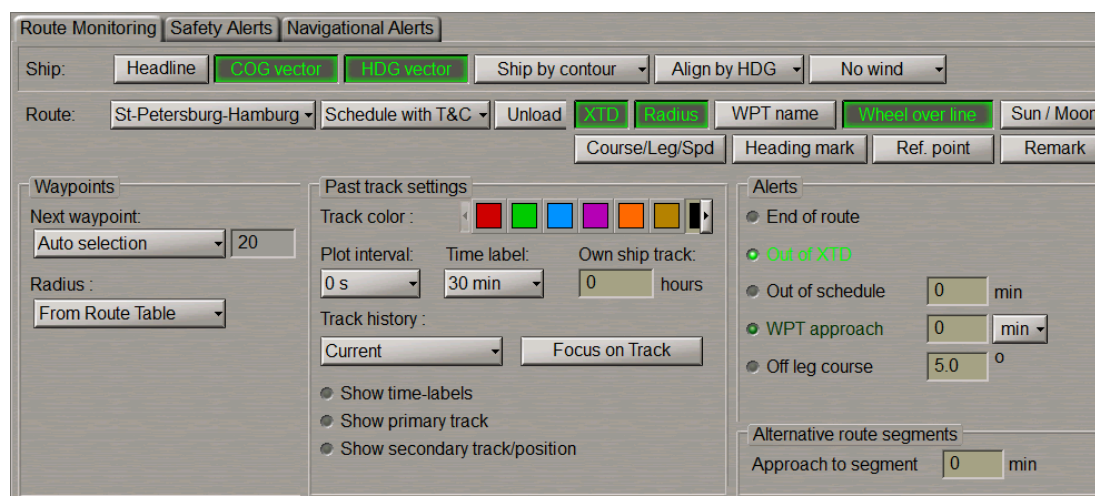 Route Monitoring Safety Alerts Navigational Alerts
Ship: Headline COG vector HDG vector Ship by contour Align by HDG No wind
Route: St-Petersburg-Hamburg Schedule with T&C Unload XTD Radius WPT name Wheel over line Sun / Moon
Course/Leg/Spd Heading mark Ref. point Remark
Waypoints
Next waypoint:
Auto selection 20
Radius :
From Route Table
Past track settings
Track color :
Plot interval: Time label: Own ship track:
0 s 30 min 0 hours
Track history :
Current Focus on Track
Show time-labels
Show primary track
Show secondary track/position
Alerts
End of route
Out of XTD
Out of schedule 0 min
WPT approach 0 min
Off leg course 5.0 o
Alternative route segments
Approach to segment 0 min